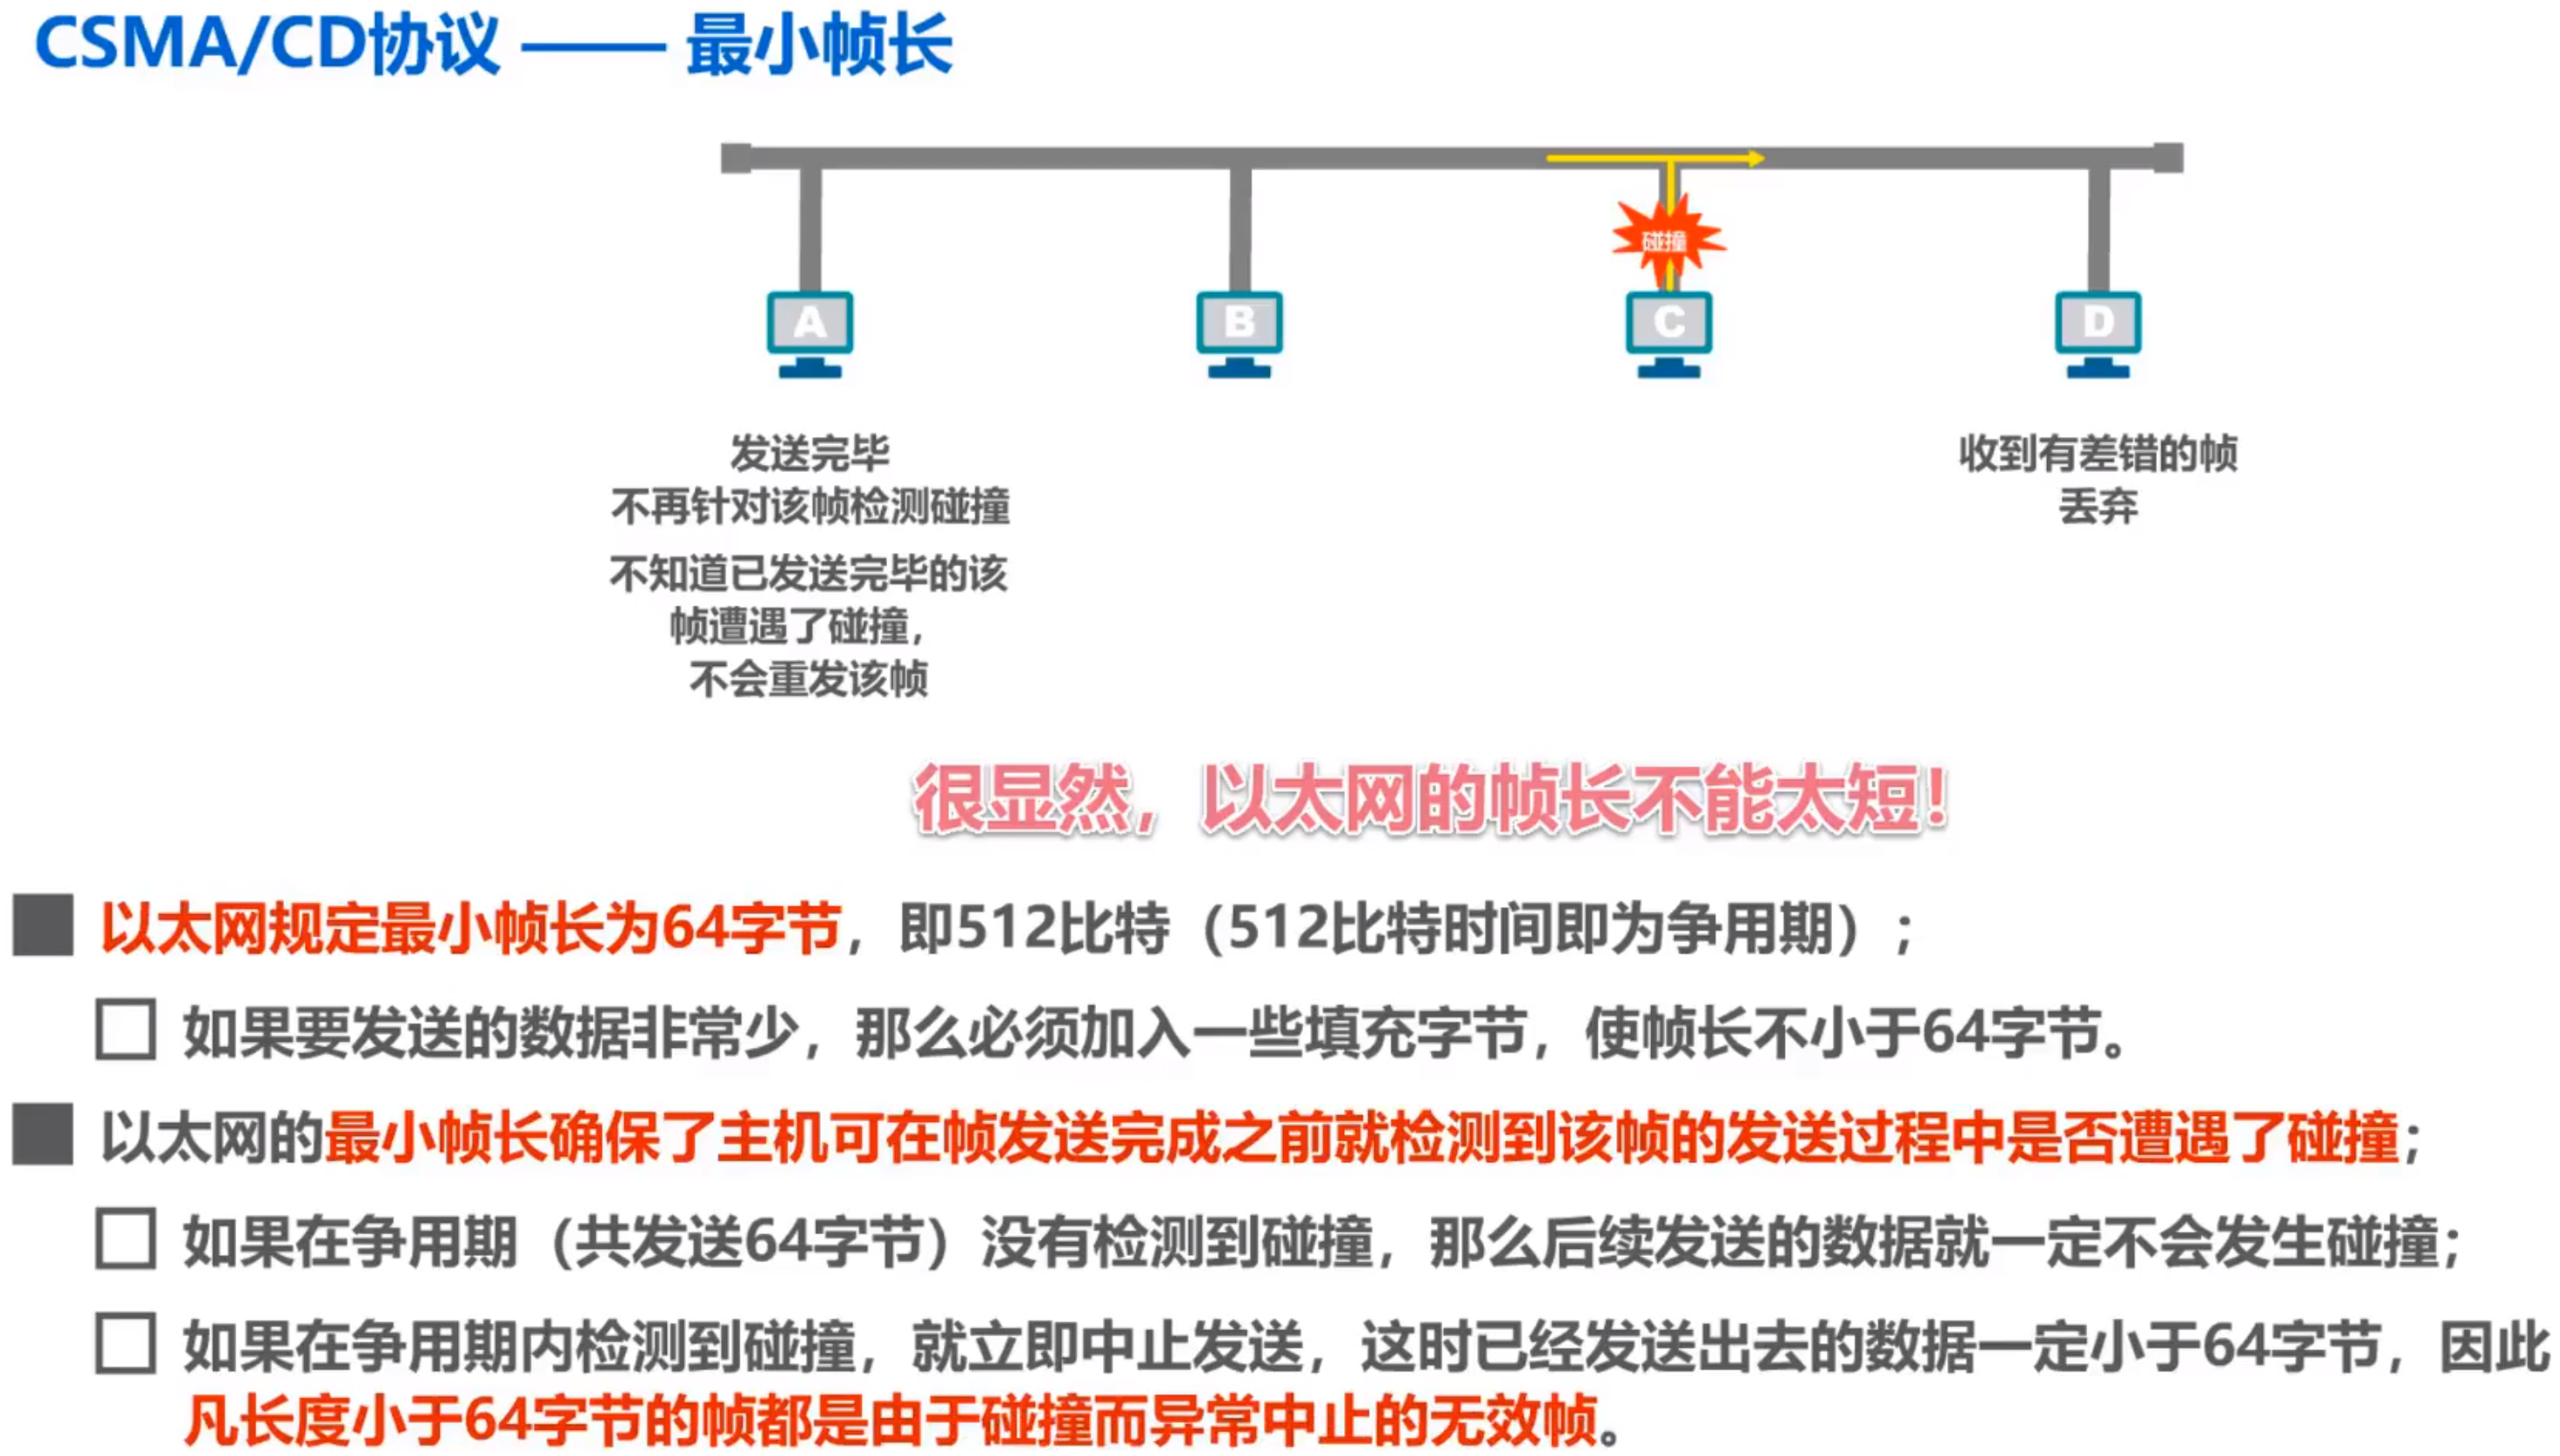 CSMA/CD协议 —— 最小帧长
碰撞
A
B
C
D
发送完毕
不再针对该帧检测碰撞
不知道已发送完毕的该
帧遭遇了碰撞，
不会重发该帧
收到有差错的帧
丢弃
很显然，以太网的帧长不能太短！
以太网规定最小帧长为64字节，即512比特（512比特时间即为争用期）；
如果要发送的数据非常少，那么必须加入一些填充字节，使帧长不小于64字节。
以太网的最小帧长确保了主机可在帧发送完成之前就检测到该帧的发送过程中是否遭遇了碰撞；
如果在争用期（共发送64字节）没有检测到碰撞，那么后续发送的数据就一定不会发生碰撞；
如果在争用期内检测到碰撞，就立即中止发送，这时已经发送出去的数据一定小于64字节，因此
凡长度小于64字节的帧都是由于碰撞而异常中止的无效帧。